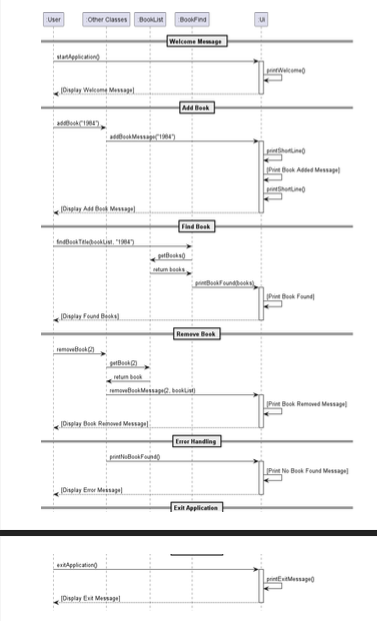 :User :Other Classes :BookList :BookFind :Ui
Welcome Message
startApplication()
printWelcome()
[Display Welcome Message]
Add Book
addBook("1984")
addBookMessage("1984")
printShortLine()
[Print Book Added Message]
printShortLine()
[Display Add Book Message]
Find Book
findBookTitle(bookList, "1984")
getBooks()
return books
printBookFound(books)
[Print Book Found]
[Display Found Books]
Remove Book
removeBook(2)
getBook(2)
return book
removeBookMessage(2, bookList)
[Print Book Removed Message]
[Display Book Removed Message]
Error Handling
printNoBookFound()
[Print No Book Found Message]
[Display Error Message]
Exit Application
exitApplication()
printExitMessage()
[Display Exit Message]